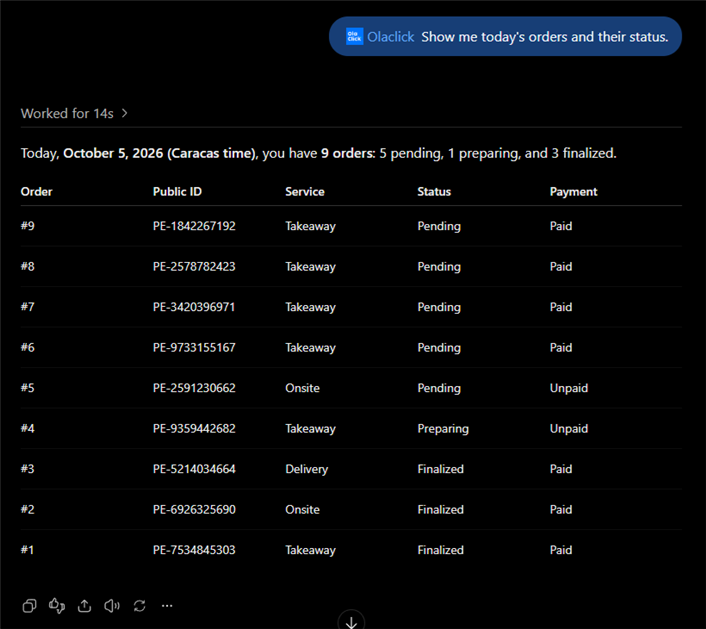 Ola Click Olaclick Show me today's orders and their status.
Worked for 14s
Today, October 5, 2026 (Caracas time), you have 9 orders: 5 pending, 1 preparing, and 3 finalized.
Order Public ID Service Status Payment
#9 PE-1842267192 Takeaway Pending Paid
#8 PE-2578782423 Takeaway Pending Paid
#7 PE-3420396971 Takeaway Pending Paid
#6 PE-9733155167 Takeaway Pending Paid
#5 PE-2591230662 Onsite Pending Unpaid
#4 PE-9359442682 Takeaway Preparing Unpaid
#3 PE-5214034664 Delivery Finalized Paid
#2 PE-6926325690 Onsite Finalized Paid
#1 PE-7534845303 Takeaway Finalized Paid